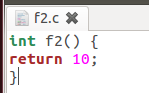 f2.c
int f2() {
return 10;
}